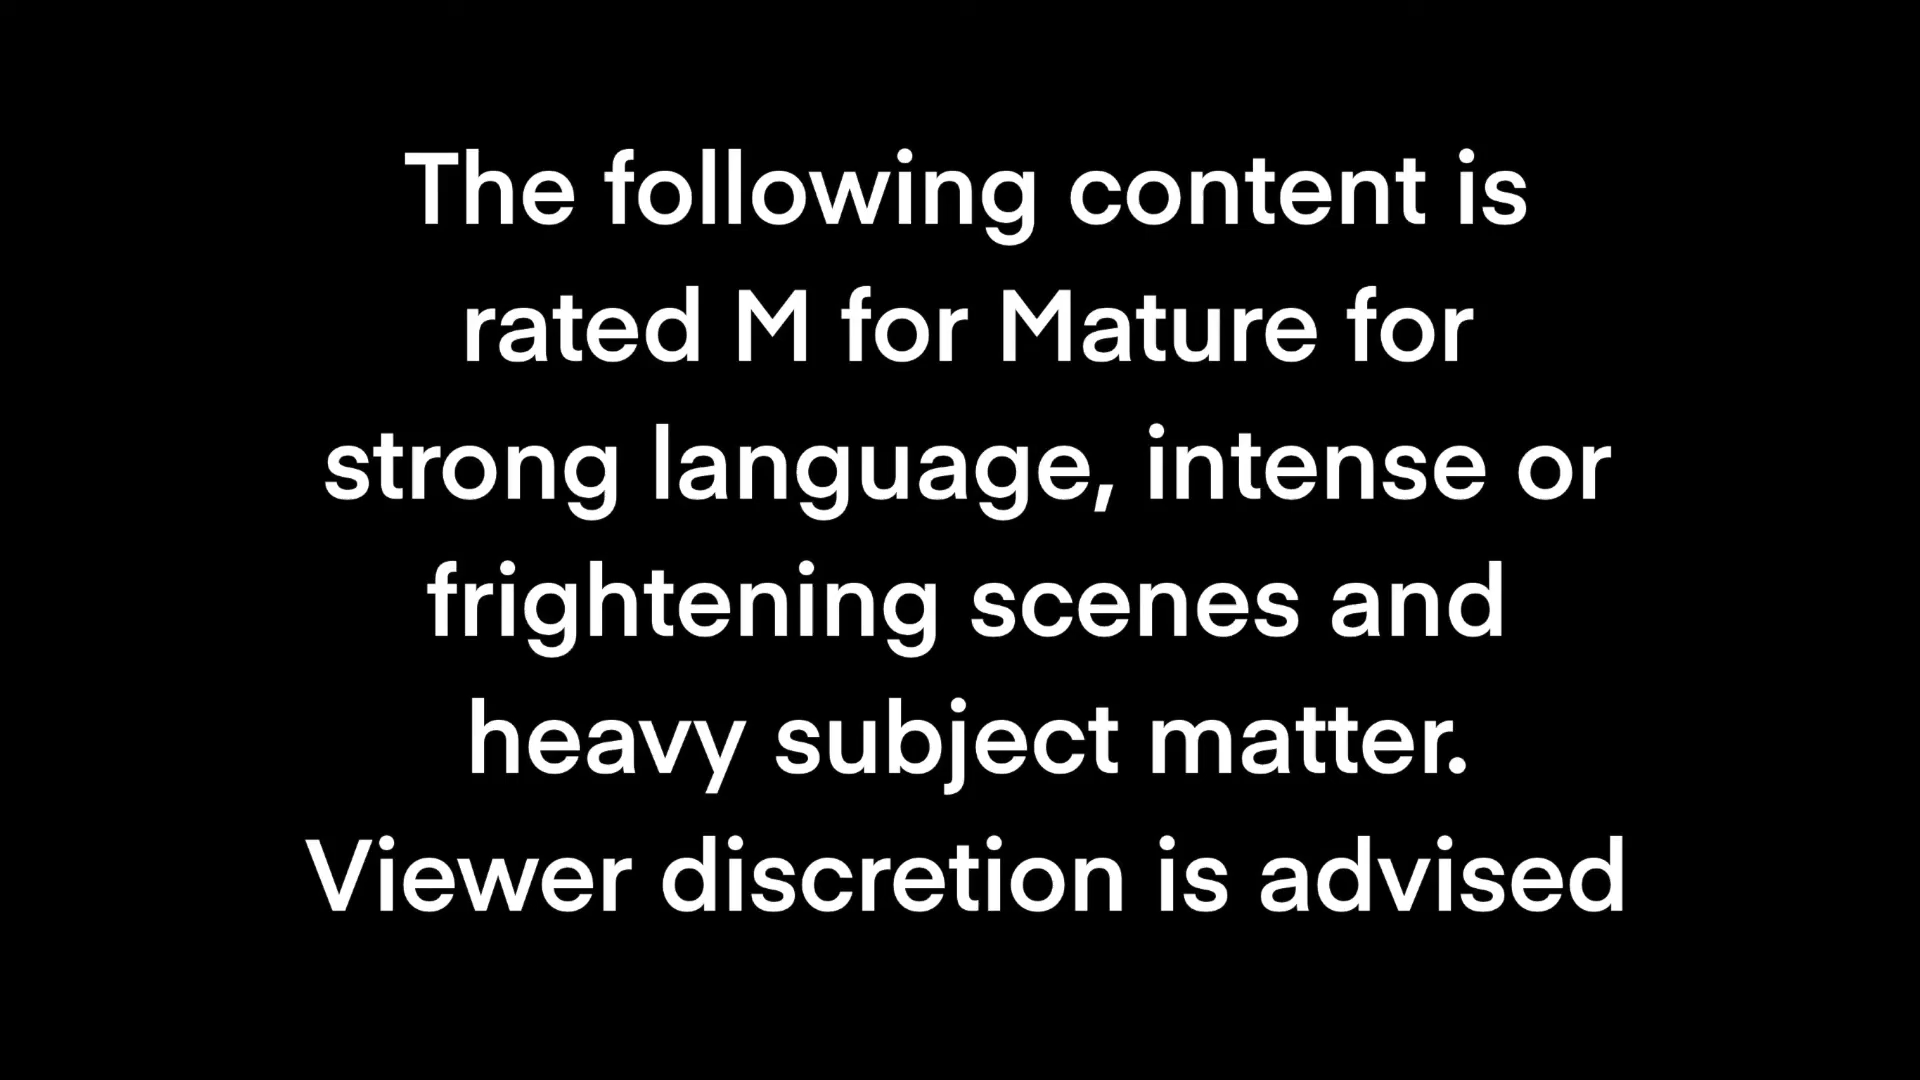 The following content is
rated M for Mature for
strong language, intense or
frightening scenes and
heavy subject matter.
Viewer discretion is advised